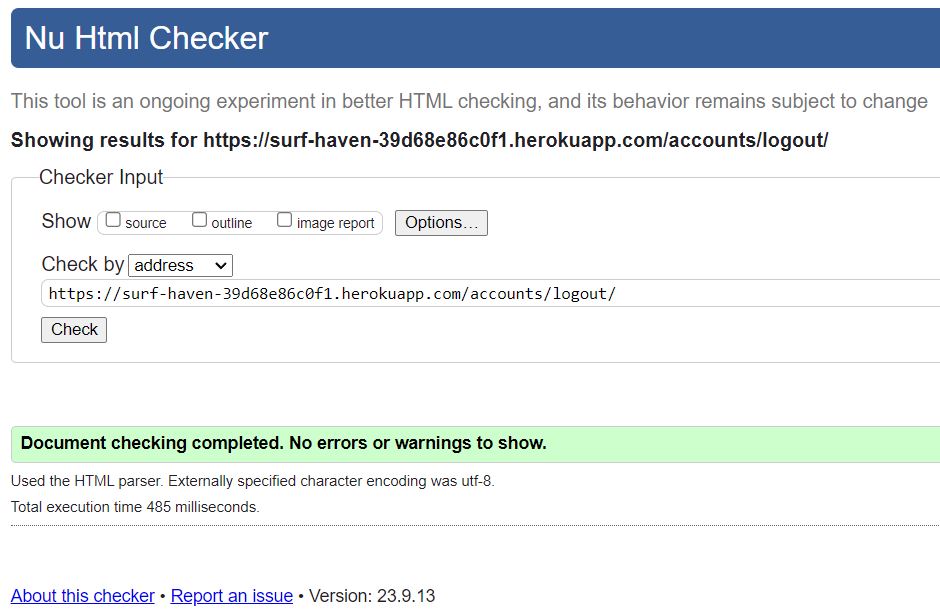 Nu Html Checker
This tool is an ongoing experiment in better HTML checking, and its behavior remains subject to change
Showing results for https://surf-haven-39d68e86c0f1.herokuapp.com/accounts/logout/
Checker Input
Show source outline image report Options...
Check by address
https://surf-haven-39d68e86c0f1.herokuapp.com/accounts/logout/
Check
Document checking completed. No errors or warnings to show.
Used the HTML parser. Externally specified character encoding was utf-8.
Total execution time 485 milliseconds.
About this checker • Report an issue • Version: 23.9.13